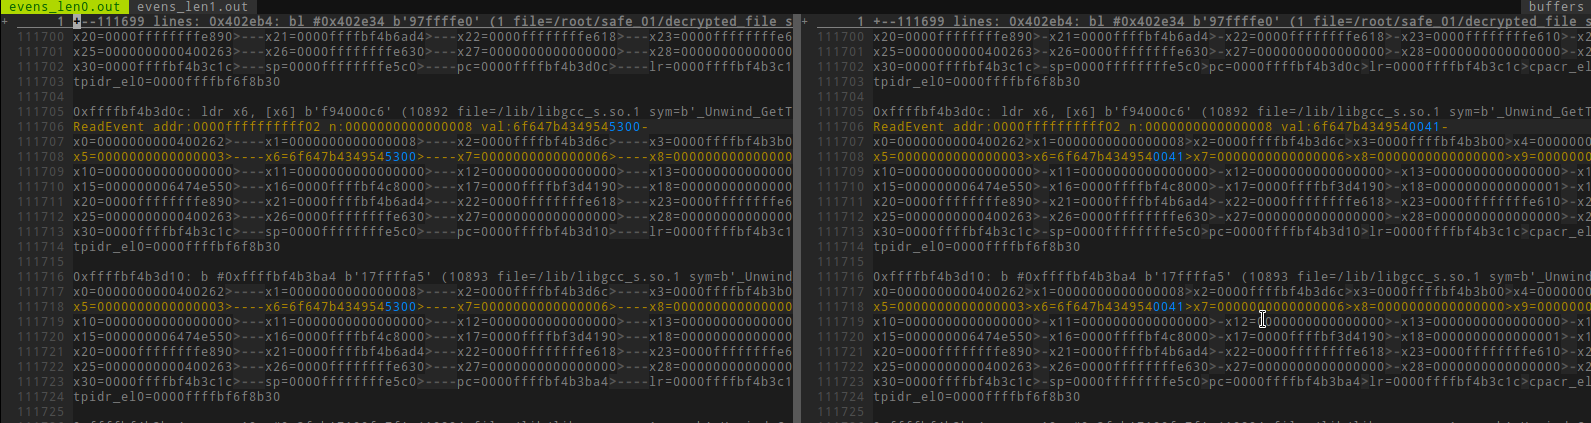 evens_len0.out evens_len1.out buffers
+ 1 +--111699 lines: 0x402eb4: bl #0x402e34 b'97ffffe0' (1 file=/root/safe_01/decrypted_file_s
111700 x20=0000ffffffffe890>----x21=0000ffffbf4b6ad4>----x22=0000ffffffffe618>----x23=0000ffffffffe6
111701 x25=0000000000400263>----x26=0000ffffffffe630>----x27=0000000000000000>----x28=00000000000000
111702 x30=0000ffffbf4b3c1c>----sp=0000ffffffffe5c0>----pc=0000ffffbf4b3d0c>----lr=0000ffffbf4b3c1
111703 tpidr_el0=0000ffffbf6f8b30
111704
111705 0xffffbf4b3d0c: ldr x6, [x6] b'f94000c6' (10892 file=/lib/libgcc_s.so.1 sym=b'_Unwind_GetT
111706 ReadEvent addr:0000ffffffffff02 n:0000000000000008 val:6f647b4349545300-
111707 x0=0000000000400262>----x1=0000000000000008>----x2=0000ffffbf4b3d6c>----x3=0000ffffbf4b3b0
111708 x5=0000000000000003>----x6=6f647b4349545300>----x7=0000000000000006>----x8=00000000000000
111709 x10=0000000000000000>----x11=0000000000000000>----x12=0000000000000000>----x13=00000000000000
111710 x15=000000006474e550>----x16=0000ffffbf4c8000>----x17=0000ffffbf3d4190>----x18=00000000000000
111711 x20=0000ffffffffe890>----x21=0000ffffbf4b6ad4>----x22=0000ffffffffe618>----x23=0000ffffffffe6
111712 x25=0000000000400263>----x26=0000ffffffffe630>----x27=0000000000000000>----x28=00000000000000
111713 x30=0000ffffbf4b3c1c>----sp=0000ffffffffe5c0>----pc=0000ffffbf4b3d10>----lr=0000ffffbf4b3c1
111714 tpidr_el0=0000ffffbf6f8b30
111715
111716 0xffffbf4b3d10: b #0xffffbf4b3ba4 b'17ffffa5' (10893 file=/lib/libgcc_s.so.1 sym=b'_Unwind
111717 x0=0000000000400262>----x1=0000000000000008>----x2=0000ffffbf4b3d6c>----x3=0000ffffbf4b3b0
111718 x5=0000000000000003>----x6=6f647b4349545300>----x7=0000000000000006>----x8=00000000000000
111719 x10=0000000000000000>----x11=0000000000000000>----x12=0000000000000000>----x13=00000000000000
111720 x15=000000006474e550>----x16=0000ffffbf4c8000>----x17=0000ffffbf3d4190>----x18=00000000000000
111721 x20=0000ffffffffe890>----x21=0000ffffbf4b6ad4>----x22=0000ffffffffe618>----x23=0000ffffffffe6
111722 x25=0000000000400263>----x26=0000ffffffffe630>----x27=0000000000000000>----x28=00000000000000
111723 x30=0000ffffbf4b3c1c>----sp=0000ffffffffe5c0>----pc=0000ffffbf4b3ba4>----lr=0000ffffbf4b3c1
111724 tpidr_el0=0000ffffbf6f8b30
111725
+ 1 +--111699 lines: 0x402eb4: bl #0x402e34 b'97ffffe0' (1 file=/root/safe_01/decrypted_file_s
111700 x20=0000ffffffffe890>-x21=0000ffffbf4b6ad4>-x22=0000ffffffffe618>-x23=0000ffffffffe610>-x2
111701 x25=0000000000400263>-x26=0000ffffffffe630>-x27=0000000000000000>-x28=0000000000000000>-x2
111702 x30=0000ffffbf4b3c1c>-sp=0000ffffffffe5c0>pc=0000ffffbf4b3d0c>lr=0000ffffbf4b3c1c>cpacr_el
111703 tpidr_el0=0000ffffbf6f8b30
111704
111705 0xffffbf4b3d0c: ldr x6, [x6] b'f94000c6' (10892 file=/lib/libgcc_s.so.1 sym=b'_Unwind_GetT
111706 ReadEvent addr:0000ffffffffff02 n:0000000000000008 val:6f647b4349540041-
111707 x0=0000000000400262>x1=0000000000000008>x2=0000ffffbf4b3d6c>x3=0000ffffbf4b3b00>x4=0000000
111708 x5=0000000000000003>x6=6f647b4349540041>x7=0000000000000006>x8=0000000000000000>x9=0000000
111709 x10=0000000000000000>-x11=0000000000000000>-x12=0000000000000000>-x13=0000000000000000>-x1
111710 x15=000000006474e550>-x16=0000ffffbf4c8000>-x17=0000ffffbf3d4190>-x18=0000000000000001>-x1
111711 x20=0000ffffffffe890>-x21=0000ffffbf4b6ad4>-x22=0000ffffffffe618>-x23=0000ffffffffe610>-x2
111712 x25=0000000000400263>-x26=0000ffffffffe630>-x27=0000000000000000>-x28=0000000000000000>-x2
111713 x30=0000ffffbf4b3c1c>-sp=0000ffffffffe5c0>pc=0000ffffbf4b3d10>lr=0000ffffbf4b3c1c>cpacr_el
111714 tpidr_el0=0000ffffbf6f8b30
111715
111716 0xffffbf4b3d10: b #0xffffbf4b3ba4 b'17ffffa5' (10893 file=/lib/libgcc_s.so.1 sym=b'_Unwind
111717 x0=0000000000400262>x1=0000000000000008>x2=0000ffffbf4b3d6c>x3=0000ffffbf4b3b00>x4=0000000
111718 x5=0000000000000003>x6=6f647b4349540041>x7=0000000000000006>x8=0000000000000000>x9=0000000
111719 x10=0000000000000000>-x11=0000000000000000>-x12=0000000000000000>-x13=0000000000000000>-x1
111720 x15=000000006474e550>-x16=0000ffffbf4c8000>-x17=0000ffffbf3d4190>-x18=0000000000000001>-x1
111721 x20=0000ffffffffe890>-x21=0000ffffbf4b6ad4>-x22=0000ffffffffe618>-x23=0000ffffffffe610>-x2
111722 x25=0000000000400263>-x26=0000ffffffffe630>-x27=0000000000000000>-x28=0000000000000000>-x2
111723 x30=0000ffffbf4b3c1c>-sp=0000ffffffffe5c0>pc=0000ffffbf4b3ba4>lr=0000ffffbf4b3c1c>cpacr_el
111724 tpidr_el0=0000ffffbf6f8b30
111725